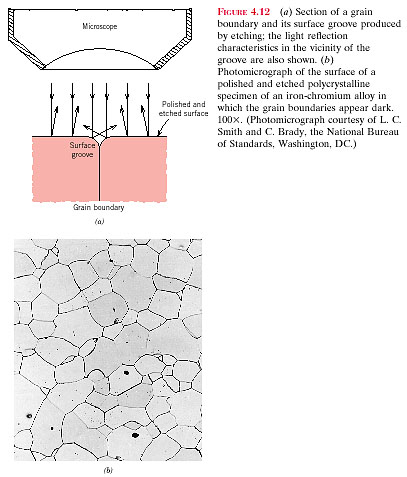 Microscope
Polished and
etched surface
Surface
groove
Grain boundary
(a)
FIGURE 4.12 (a) Section of a grain
boundary and its surface groove produced
by etching; the light reflection
characteristics in the vicinity of the
groove are also shown. (b)
Photomicrograph of the surface of a
polished and etched polycrystalline
specimen of an iron-chromium alloy in
which the grain boundaries appear dark.
100×. (Photomicrograph courtesy of L. C.
Smith and C. Brady, the National Bureau
of Standards, Washington, DC.)
(b)